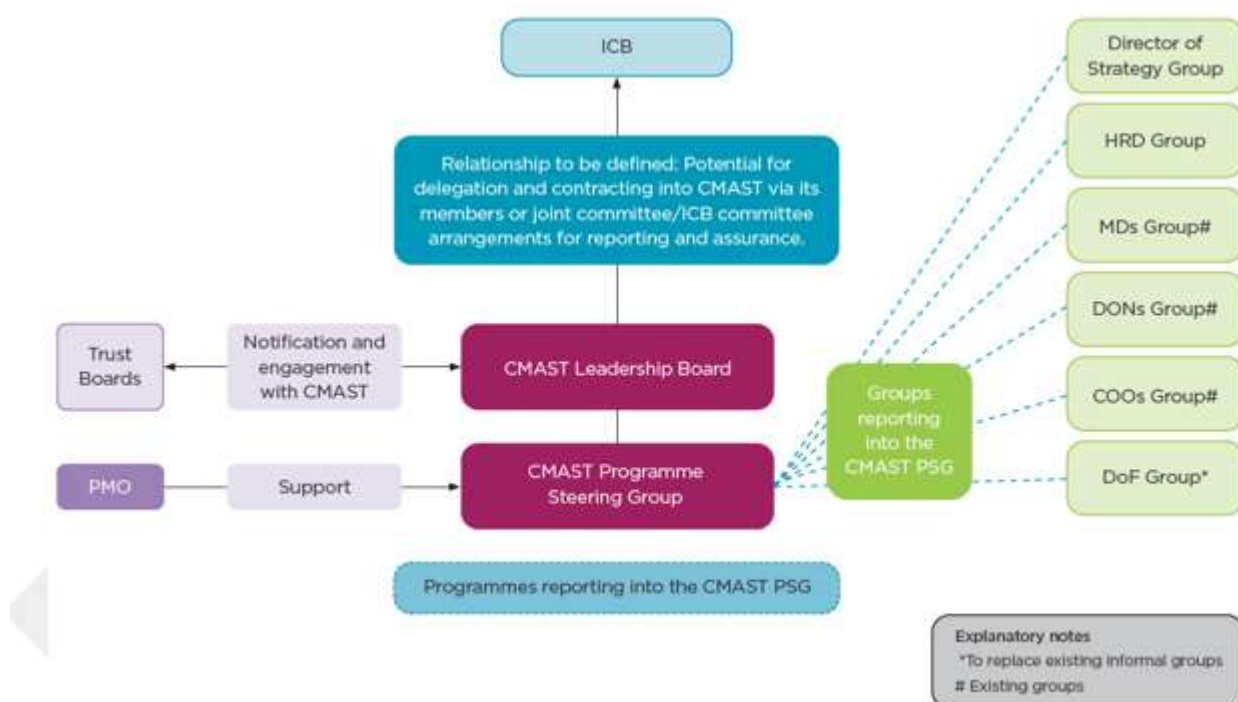 ICB
Director of
Strategy Group
HRD Group
Relationship to be defined: Potential for
delegation and contracting into CMAST via its
members or joint committee/ICB committee
arrangements for reporting and assurance.
MDs Group#
DONs Group#
Trust
Boards
Notification and
engagement
with CMAST
CMAST Leadership Board
Groups
reporting
into the
CMAST PSG
COOs Group#
PMO
Support
CMAST Programme
Steering Group
DoF Group*
Programmes reporting into the CMAST PSG
Explanatory notes
*To replace existing informal groups
# Existing groups